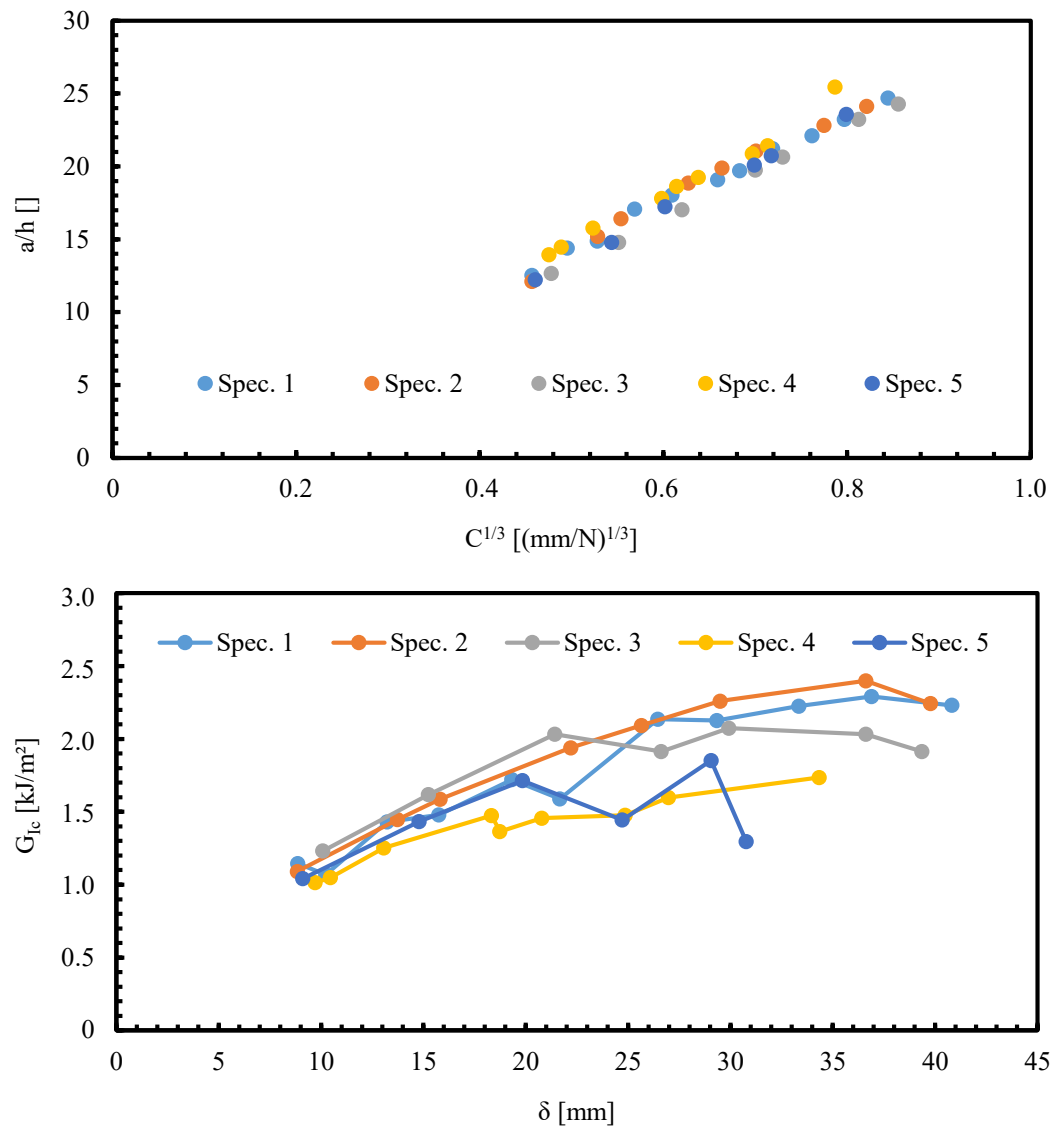 30
25
20
15
10
5
0
a/h []
Spec. 1 Spec. 2 Spec. 3 Spec. 4 Spec. 5
0 0.2 0.4 0.6 0.8 1.0
C^{1/3} [(mm/N)^{1/3}]
3.0
2.5
2.0
1.5
1.0
0.5
0
G_{Ic} [kJ/m²]
Spec. 1 Spec. 2 Spec. 3 Spec. 4 Spec. 5
0 5 10 15 20 25 30 35 40 45
δ [mm]